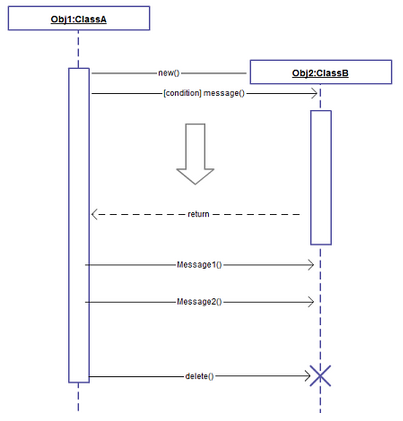 Obj1:ClassA
new()
Obj2:ClassB
[condition] message()
return
Message1()
Message2()
delete()